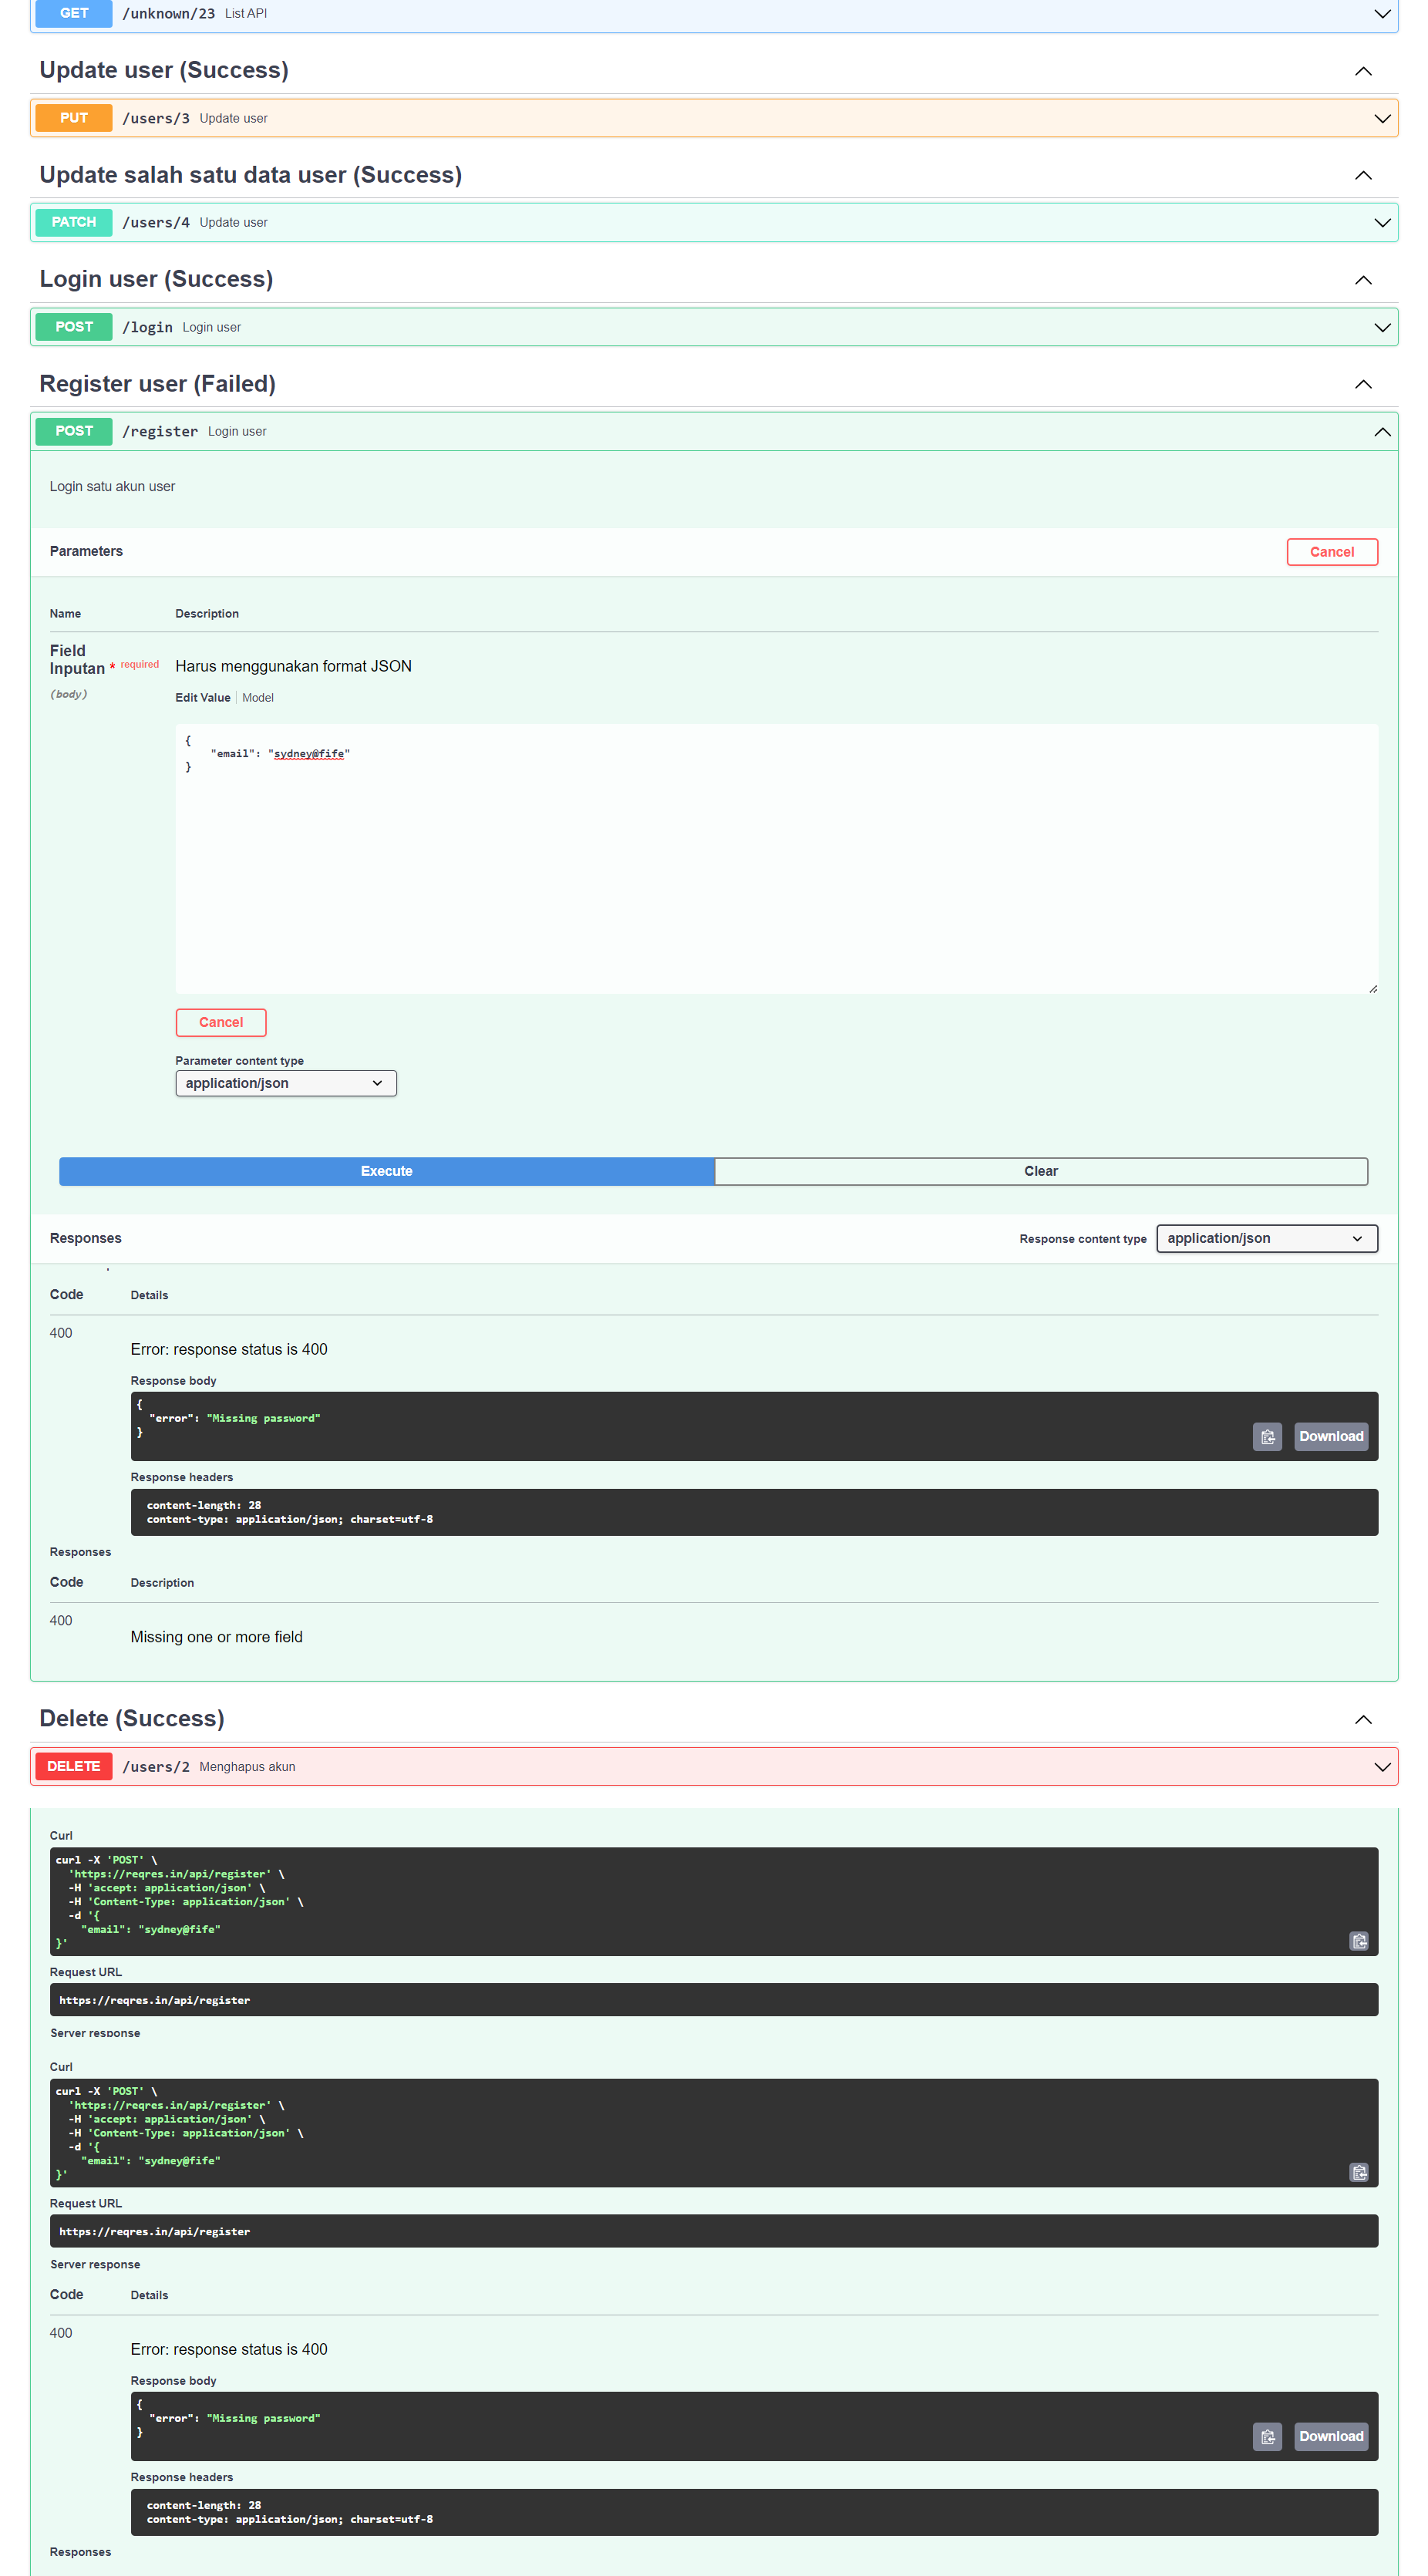 GET /unknown/23 List API
Update user (Success)
PUT /users/3 Update user
Update salah satu data user (Success)
PATCH /users/4 Update user
Login user (Success)
POST /login Login user
Register user (Failed)
POST /register Login user
Login satu akun user
Parameters Cancel
Name Description
Field Inputan * required
(body)
Harus menggunakan format JSON
Edit Value Model
{
"email": "sydney@fife"
}
Cancel
Parameter content type
application/json
Execute Clear
Responses Response content type application/json
Code Details
400
Error: response status is 400
Response body
{
"error": "Missing password"
}
Download
Response headers
content-length: 28
content-type: application/json; charset=utf-8
Responses
Code Description
400
Missing one or more field
Delete (Success)
DELETE /users/2 Menghapus akun
Curl
curl -X 'POST' \
'https://reqres.in/api/register' \
-H 'accept: application/json' \
-H 'Content-Type: application/json' \
-d '{
"email": "sydney@fife"
}'
Request URL
https://reqres.in/api/register
Server response
Curl
curl -X 'POST' \
'https://reqres.in/api/register' \
-H 'accept: application/json' \
-H 'Content-Type: application/json' \
-d '{
"email": "sydney@fife"
}'
Request URL
https://reqres.in/api/register
Server response
Code Details
400
Error: response status is 400
Response body
{
"error": "Missing password"
}
Download
Response headers
content-length: 28
content-type: application/json; charset=utf-8
Responses